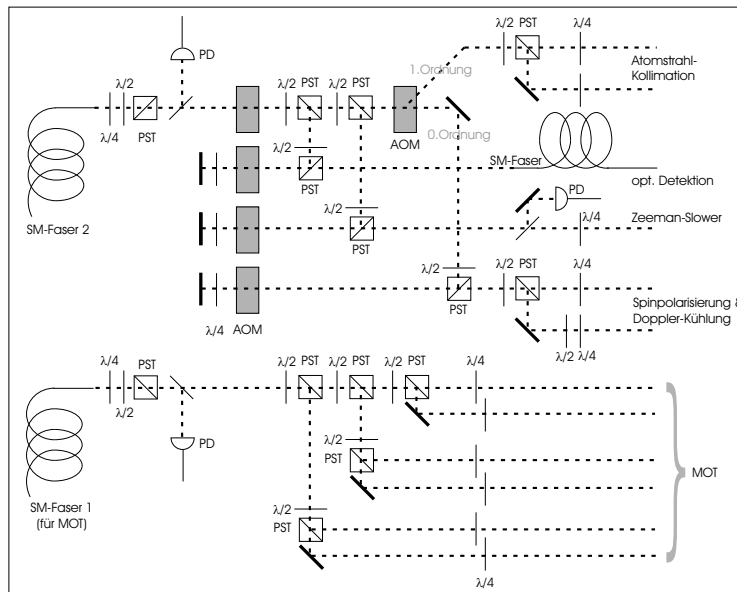 λ/2
PST
λ/4
PD
1.Ordnung
Atomstrahl-
Kollimation
λ/2
λ/2
λ/2
PST
PST
λ/4
PST
AOM
0.Ordnung
λ/2
PST
SM-Faser
opt. Detektion
PD
SM-Faser 2
λ/2
PST
λ/4
Zeeman-Slower
λ/2
λ/2
PST
λ/4
λ/4
AOM
PST
Spinpolarisierung &
Doppler-Kühlung
λ/2
λ/4
λ/4
PST
λ/2
λ/2
PST
λ/2
PST
λ/2
PST
λ/4
PD
λ/2
PST
MOT
SM-Faser 1
(für MOT)
λ/2
PST
λ/4